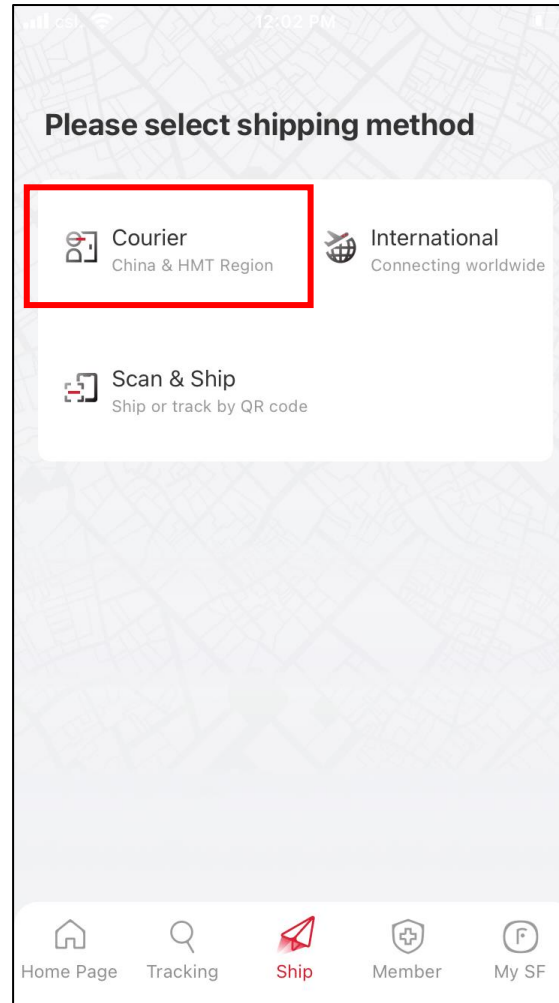 csl
12:02 PM
Please select shipping method
Courier
China & HMT Region
International
Connecting worldwide
Scan & Ship
Ship or track by QR code
Home Page
Tracking
Ship
Member
My SF